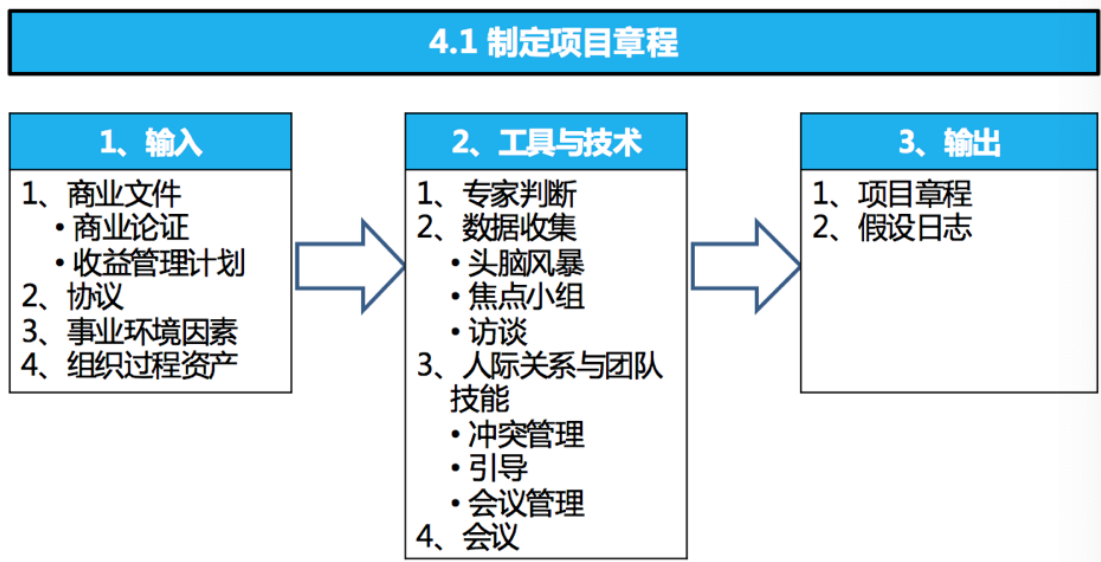 4.1 制定项目章程
1、输入
1、商业文件
• 商业论证
• 收益管理计划
2、协议
3、事业环境因素
4、组织过程资产
2、工具与技术
1、专家判断
2、数据收集
• 头脑风暴
• 焦点小组
• 访谈
3、人际关系与团队
技能
• 冲突管理
• 引导
• 会议管理
4、会议
3、输出
1、项目章程
2、假设日志